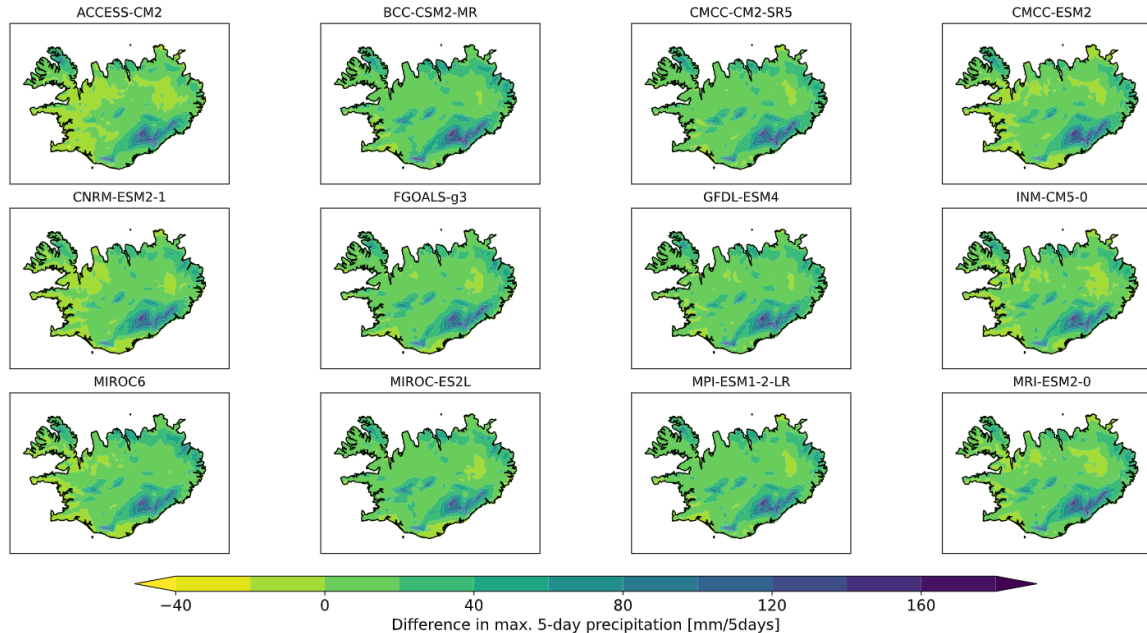 ACCESS-CM2 BCC-CSM2-MR CMCC-CM2-SR5 CMCC-ESM2
CNRM-ESM2-1 FGOALS-g3 GFDL-ESM4 INM-CM5-0
MIROC6 MIROC-ES2L MPI-ESM1-2-LR MRI-ESM2-0
−40 0 40 80 120 160
Difference in max. 5-day precipitation [mm/5days]